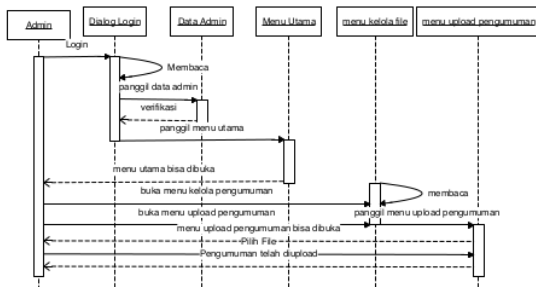 Admin
Dialog Login
Data Admin
Menu Utama
menu kelola file
menu upload pengumuman
Login
Membaca
panggil data admin
verifikasi
panggil menu utama
menu utama bisa dibuka
buka menu kelola pengumuman
membaca
buka menu upload pengumuman
panggil menu upload pengumuman
menu upload pengumuman bisa dibuka
Pilih File
Pengumuman telah diupload